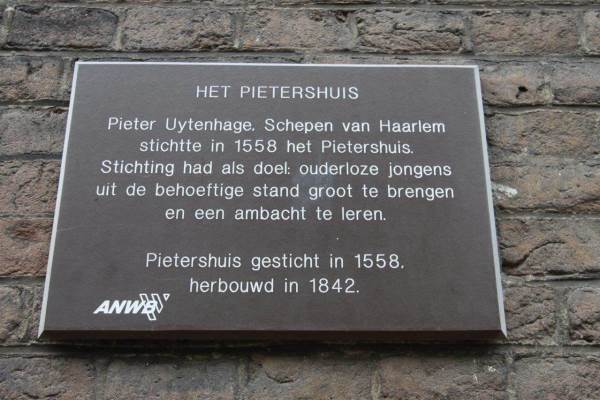 HET PIETERSHUIS
Pieter Uytenhage, Schepen van Haarlem
stichtte in 1558 het Pietershuis.
Stichting had als doel: ouderloze jongens
uit de behoeftige stand groot te brengen
en een ambacht te leren.
Pietershuis gesticht in 1558,
herbouwd in 1842.
ANWB